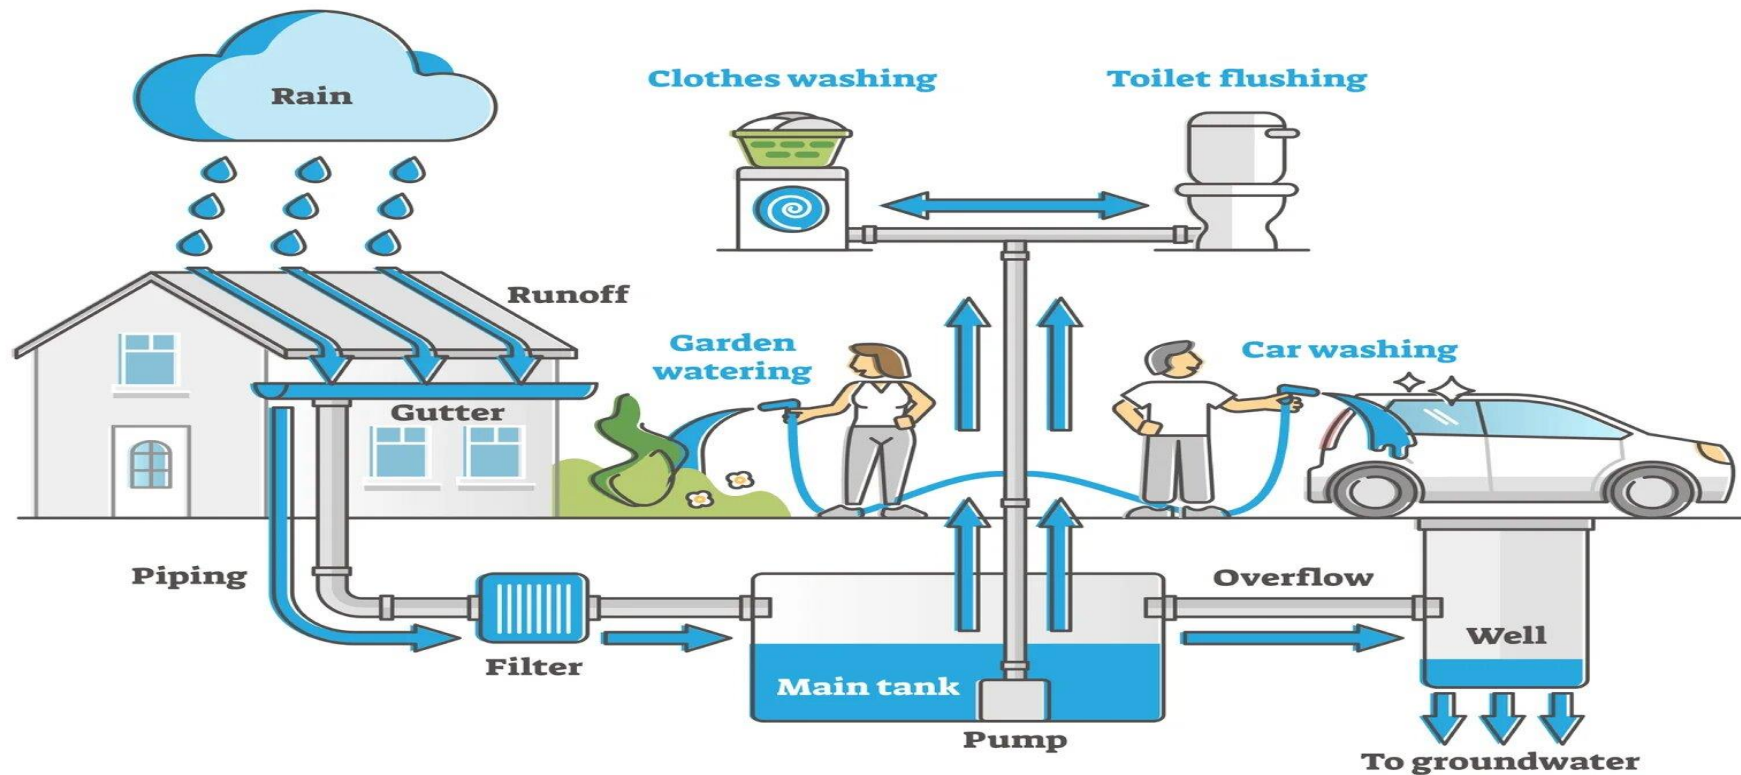 Rain
Clothes washing
Toilet flushing
Runoff
Garden
watering
Car washing
Gutter
Piping
Filter
Main tank
Pump
Overflow
Well
To groundwater